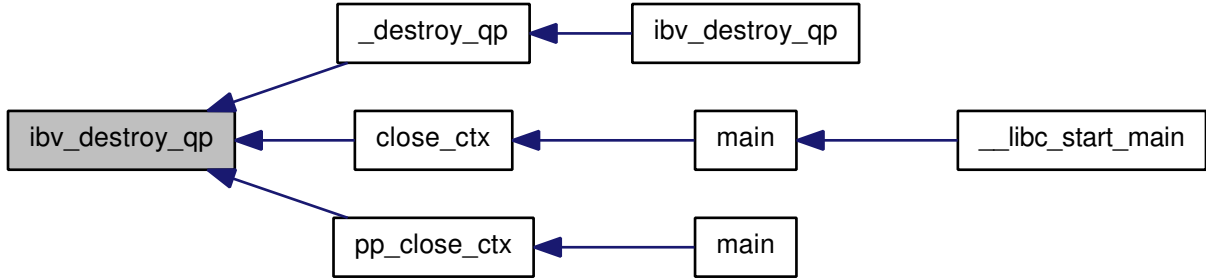 _destroy_qp
ibv_destroy_qp
ibv_destroy_qp
close_ctx
main
__libc_start_main
pp_close_ctx
main